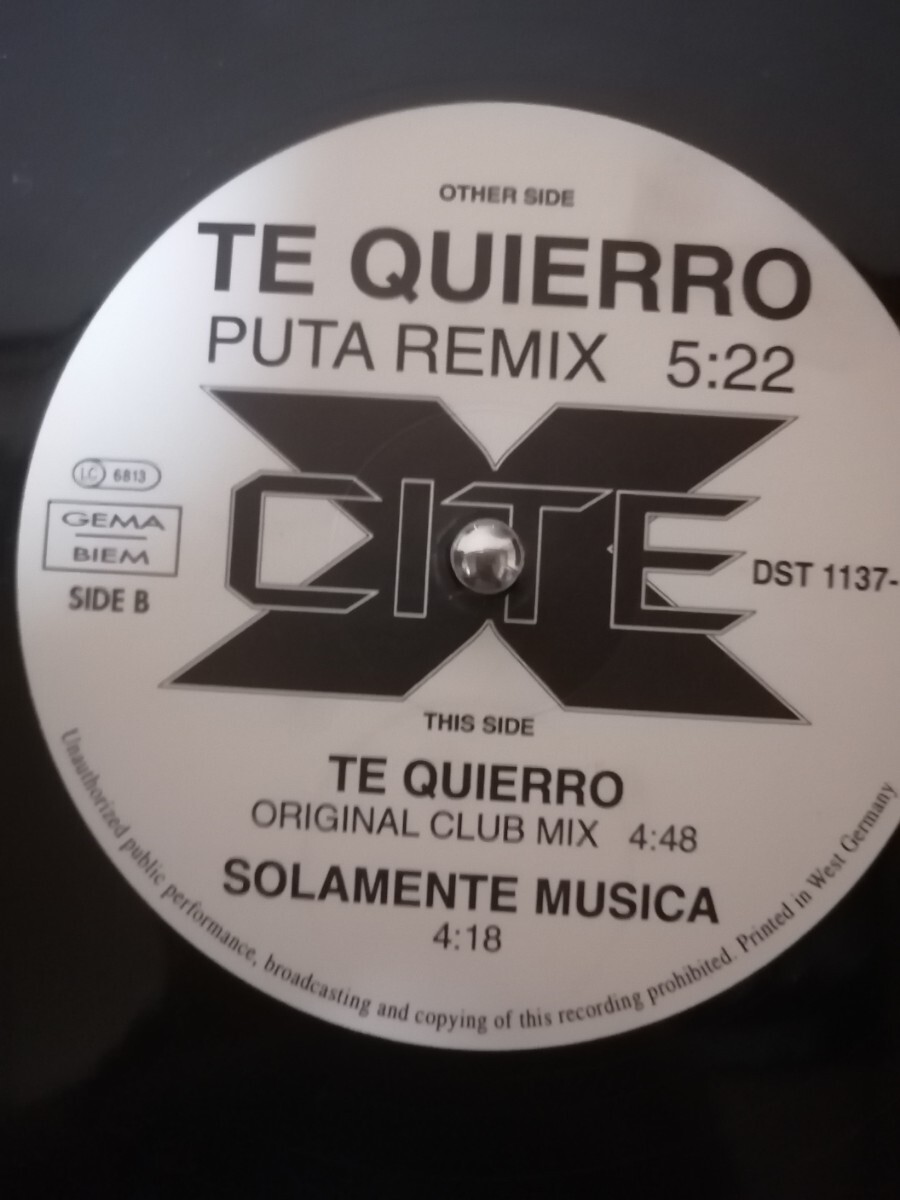 OTHER SIDE
TE QUIERRO
PUTA REMIX 5:22
X
CITE
LC 6813
GEMA
BIEM
SIDE B
DST 1137-
THIS SIDE
TE QUIERRO
ORIGINAL CLUB MIX 4:48
SOLAMENTE MUSICA
4:18
Unauthorized public performance, broadcasting and copying of this recording prohibited. Printed in West Germany